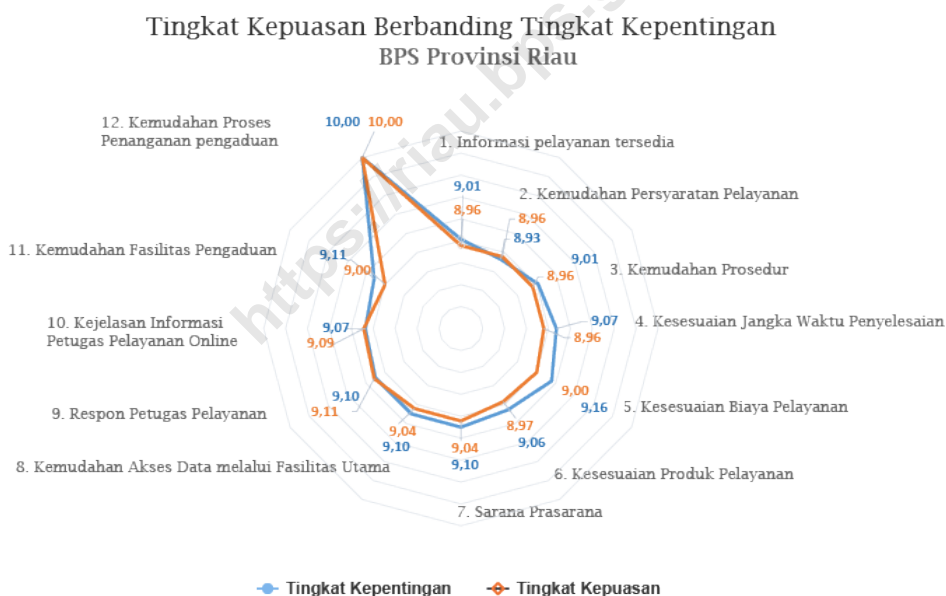 Tingkat Kepuasan Berbanding Tingkat Kepentingan
BPS Provinsi Riau
https://riau.bps.g
12. Kemudahan Proses
Penanganan pengaduan
10,00 10,00
1. Informasi pelayanan tersedia
9,01
8,96
2. Kemudahan Persyaratan Pelayanan
8,96
8,93
3. Kemudahan Prosedur
9,01
8,96
4. Kesesuaian Jangka Waktu Penyelesaian
9,07
8,96
5. Kesesuaian Biaya Pelayanan
9,00
9,16
6. Kesesuaian Produk Pelayanan
8,97
9,06
7. Sarana Prasarana
9,04
9,10
8. Kemudahan Akses Data melalui Fasilitas Utama
9,04
9,10
9. Respon Petugas Pelayanan
9,10
9,11
10. Kejelasan Informasi
Petugas Pelayanan Online
9,07
9,09
11. Kemudahan Fasilitas Pengaduan
9,11
9,00
Tingkat Kepentingan
Tingkat Kepuasan